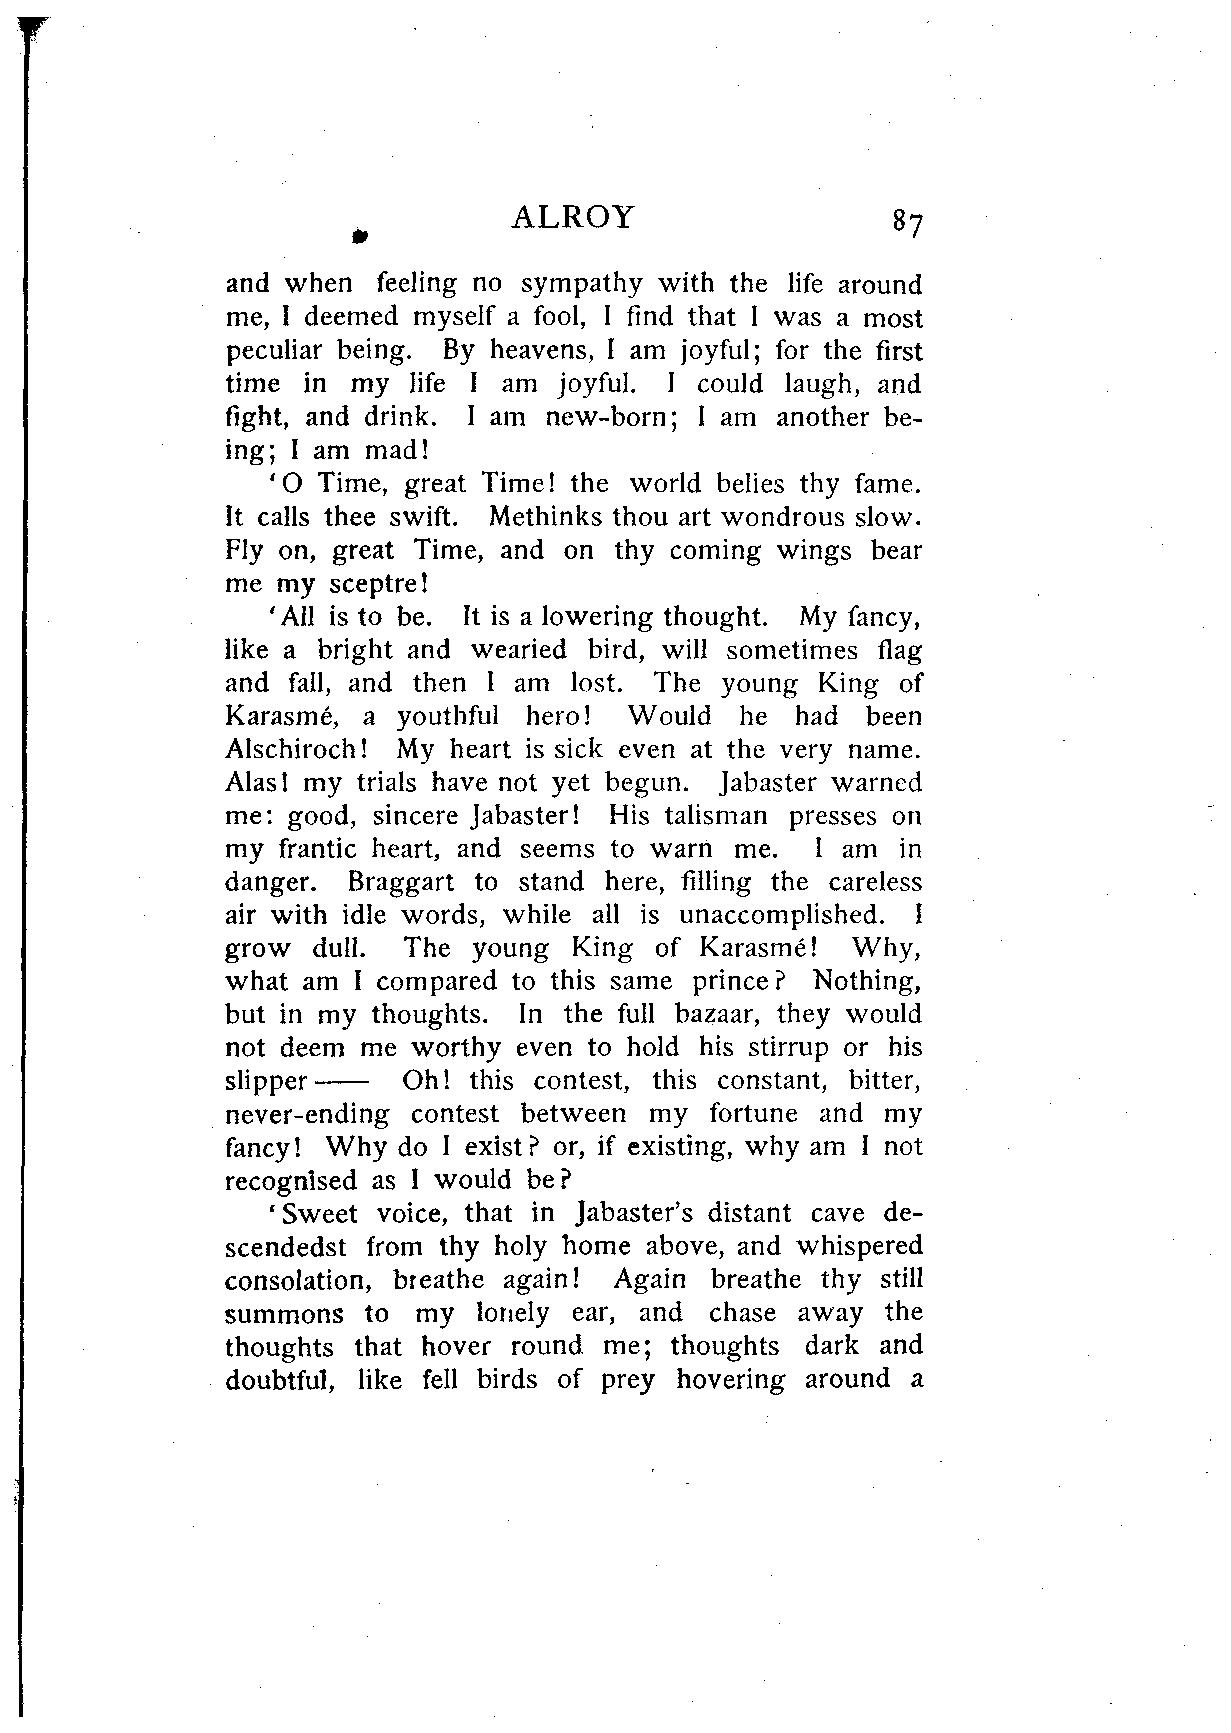 ALROY 87
and when feeling no sympathy with the life around
me, I deemed myself a fool, I find that I was a most
peculiar being. By heavens, I am joyful; for the first
time in my life I am joyful. I could laugh, and
fight, and drink. I am new-born; I am another be-
ing; I am mad!
'O Time, great Time! the world belies thy fame.
It calls thee swift. Methinks thou art wondrous slow.
Fly on, great Time, and on thy coming wings bear
me my sceptre!
'All is to be. It is a lowering thought. My fancy,
like a bright and wearied bird, will sometimes flag
and fall, and then I am lost. The young King of
Karasmé, a youthful hero! Would he had been
Alschiroch! My heart is sick even at the very name.
Alas! my trials have not yet begun. Jabaster warned
me: good, sincere Jabaster! His talisman presses on
my frantic heart, and seems to warn me. I am in
danger. Braggart to stand here, filling the careless
air with idle words, while all is unaccomplished. I
grow dull. The young King of Karasmé! Why,
what am I compared to this same prince? Nothing,
but in my thoughts. In the full bazaar, they would
not deem me worthy even to hold his stirrup or his
slipper—— Oh! this contest, this constant, bitter,
never-ending contest between my fortune and my
fancy! Why do I exist? or, if existing, why am I not
recognised as I would be?
'Sweet voice, that in Jabaster's distant cave de-
scendedst from thy holy home above, and whispered
consolation, breathe again! Again breathe thy still
summons to my lonely ear, and chase away the
thoughts that hover round me; thoughts dark and
doubtful, like fell birds of prey hovering around a